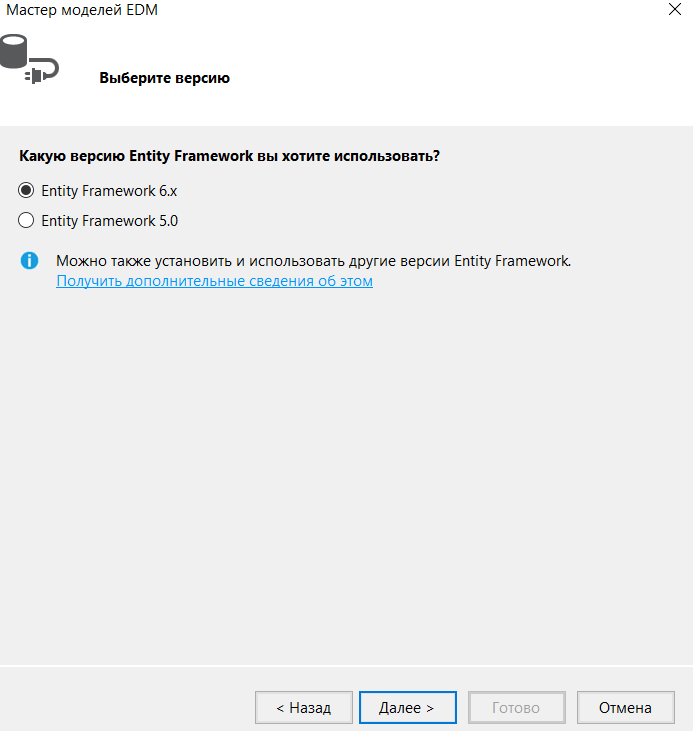 Мастер моделей EDM
Выберите версию
Какую версию Entity Framework вы хотите использовать?
Entity Framework 6.x
Entity Framework 5.0
Можно также установить и использовать другие версии Entity Framework.
Получить дополнительные сведения об этом
< Назад
Далее >
Готово
Отмена